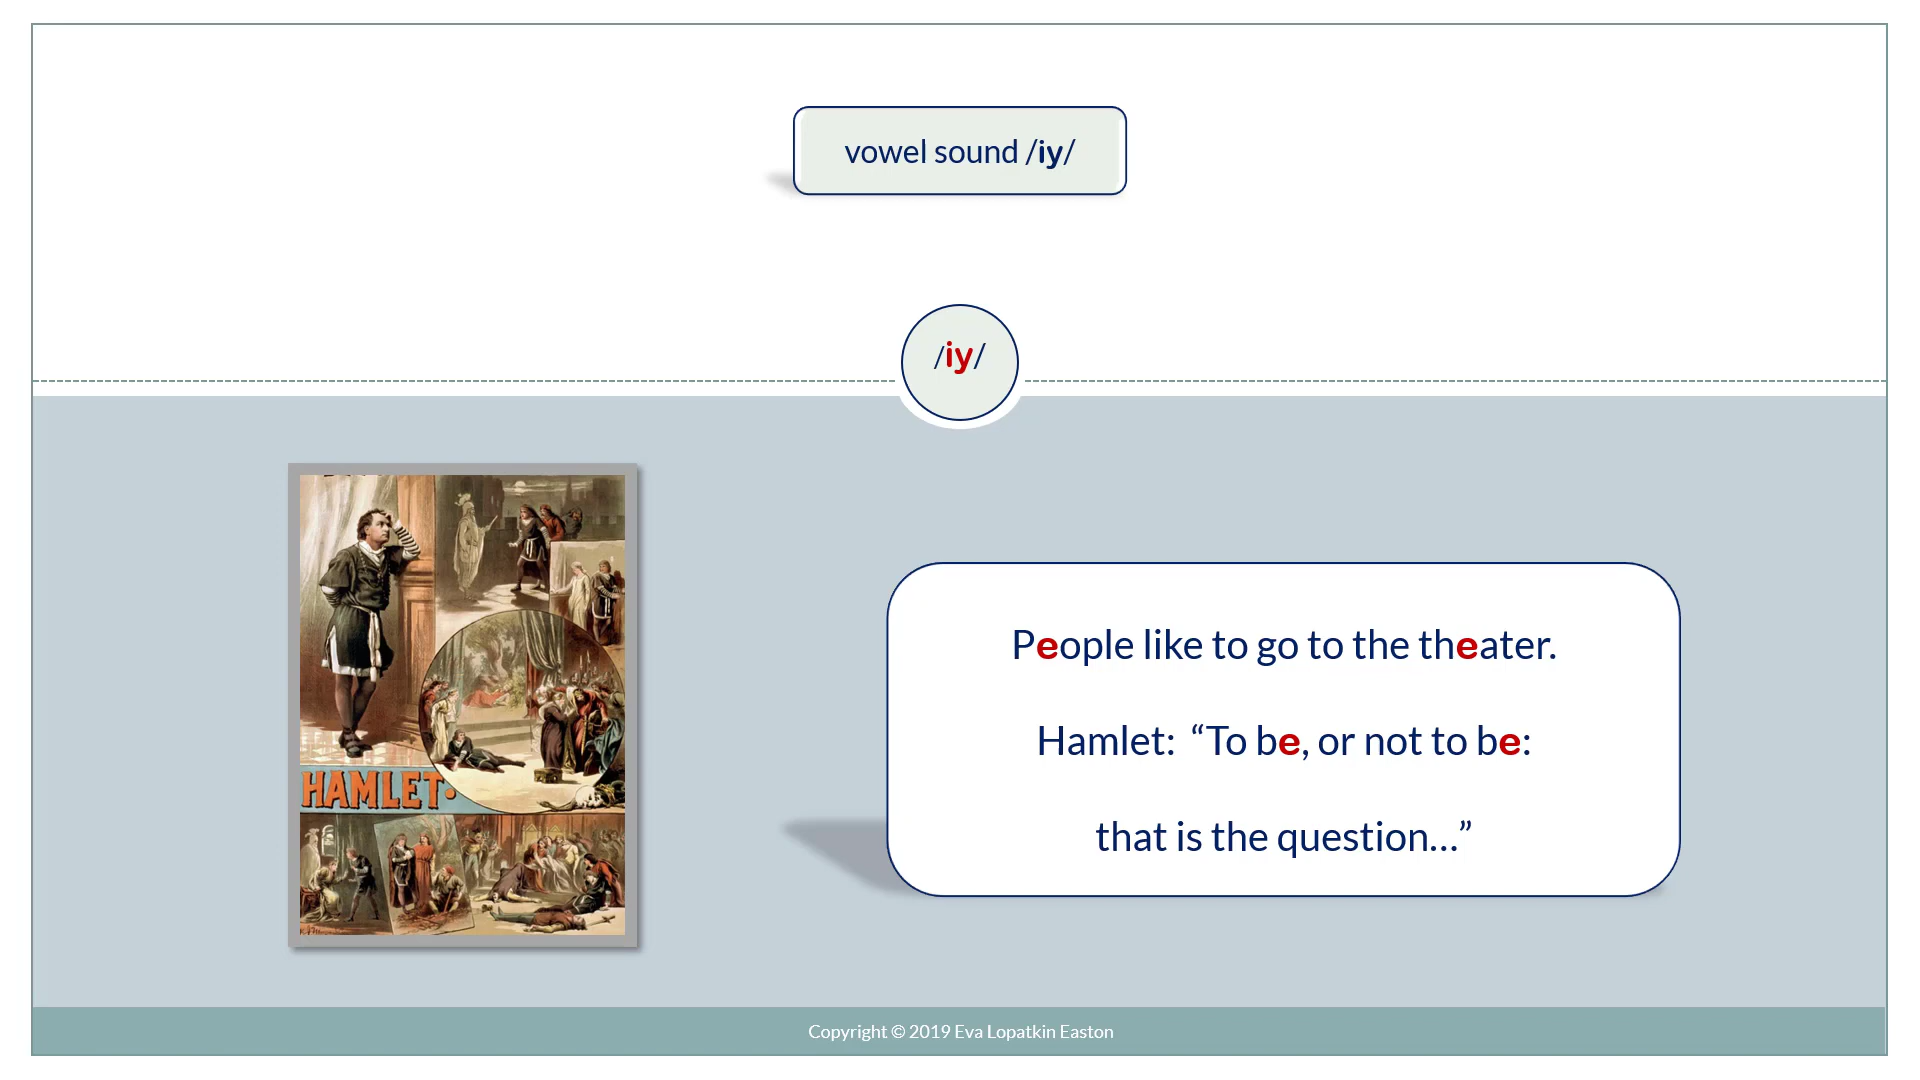 vowel sound /iy/
/iy/
HAMLET.
People like to go to the theater.
Hamlet: “To be, or not to be:
that is the question...”
Copyright © 2019 Eva Lopatkin Easton